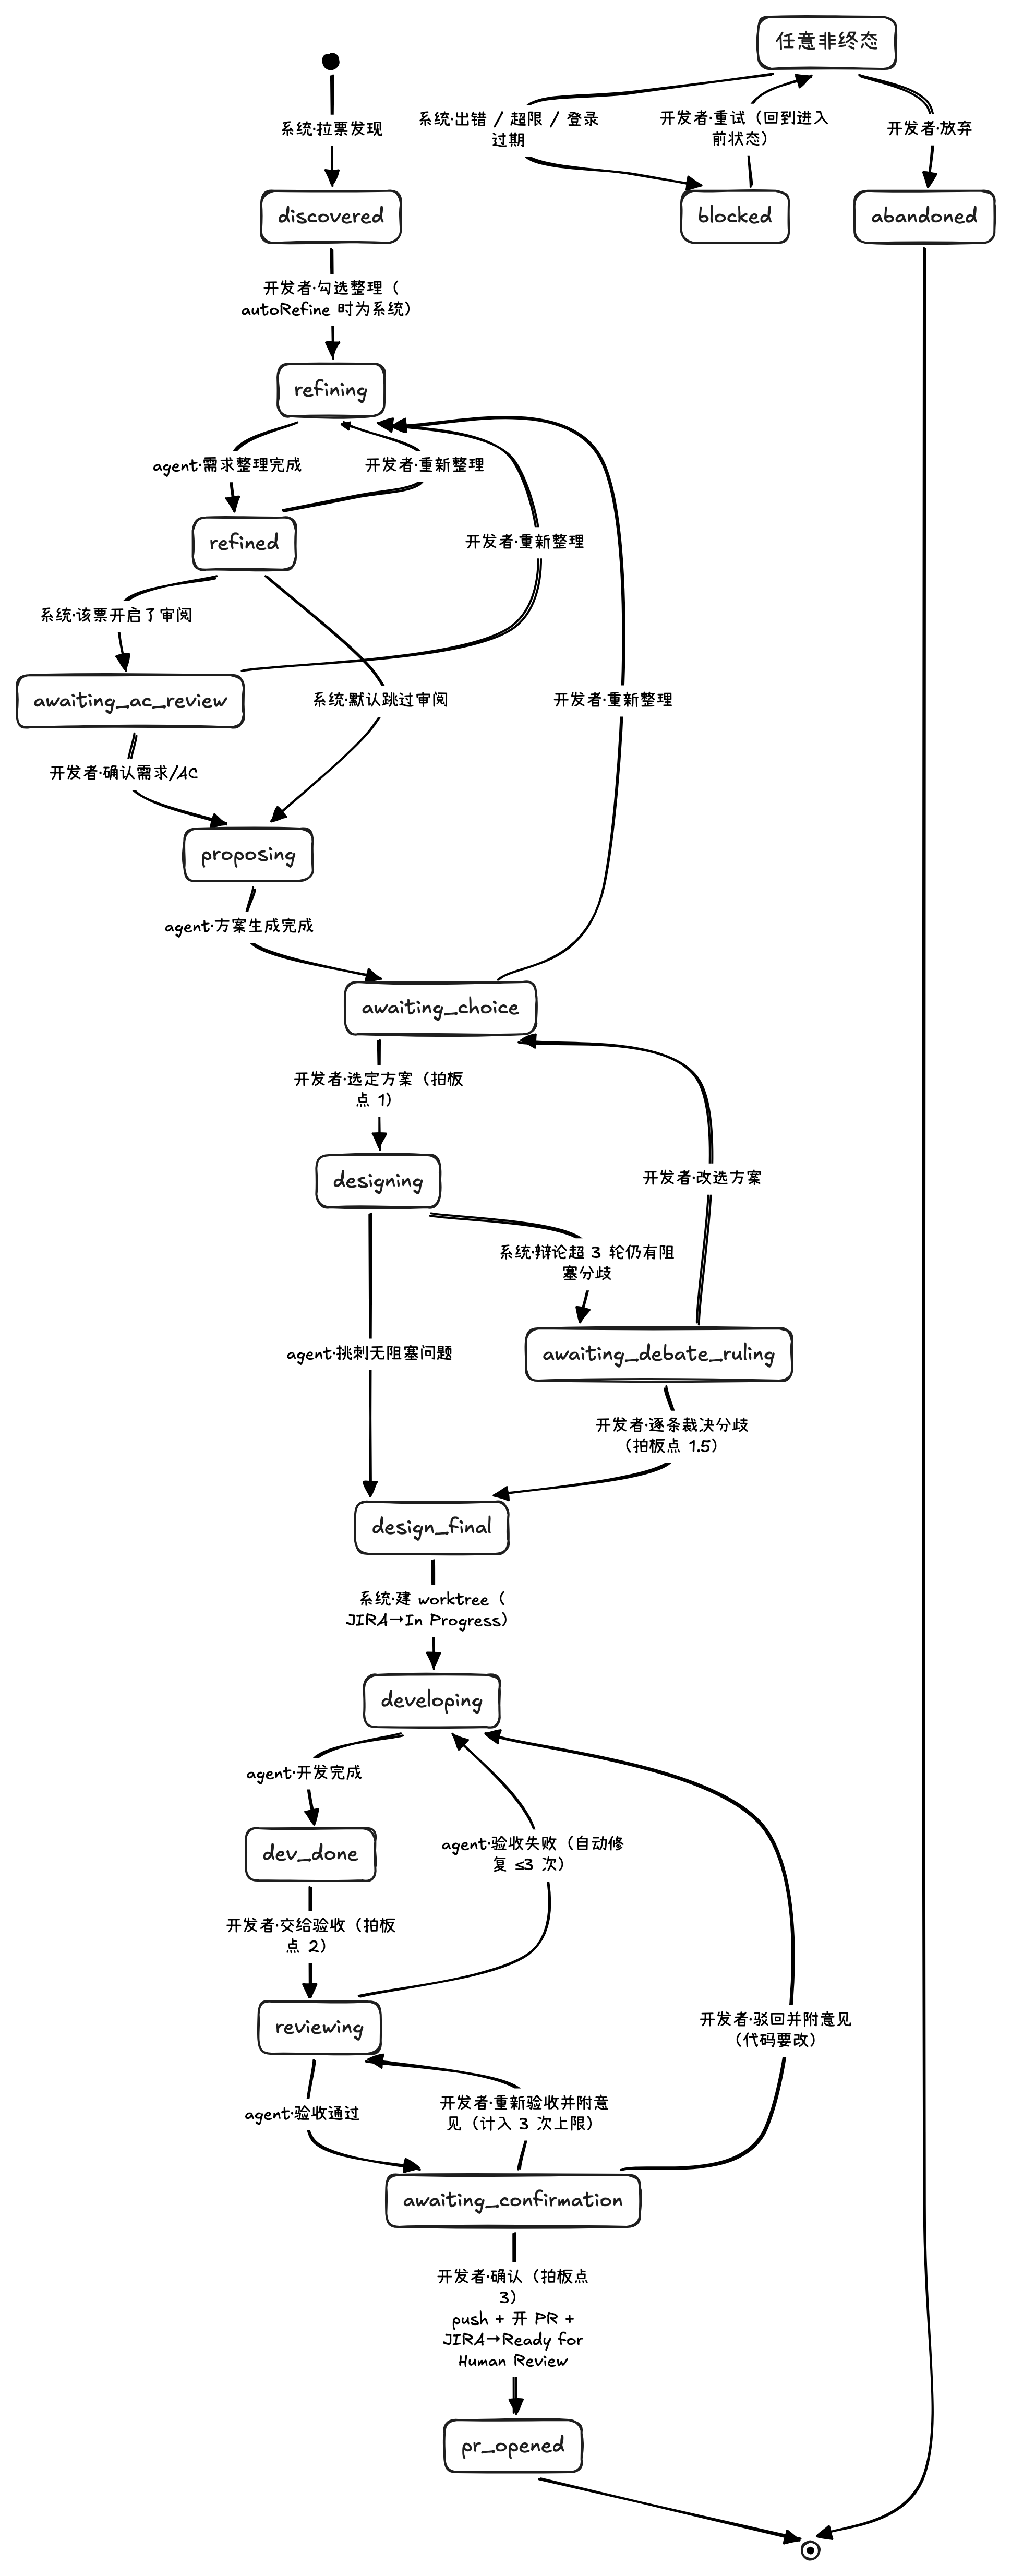 任意非终态
系统·拉票发现
系统·出错 / 超限 / 登录
过期
开发者·重试（回到进入
前状态）
开发者·放弃
discovered
blocked
abandoned
开发者·勾选整理（
autoRefine 时为系统）
refining
agent·需求整理完成
开发者·重新整理
refined
开发者·重新整理
系统·该票开启了审阅
awaiting_ac_review
系统·默认跳过审阅
开发者·重新整理
开发者·确认需求/AC
proposing
agent·方案生成完成
awaiting_choice
开发者·选定方案（拍板
点 1）
designing
开发者·改选方案
系统·辩论超 3 轮仍有阻
塞分歧
agent·挑刺无阻塞问题
awaiting_debate_ruling
开发者·逐条裁决分歧
（拍板点 1.5）
design_final
系统·建 worktree（
JIRA→In Progress）
developing
agent·开发完成
dev_done
agent·验收失败（自动修
复 ≤3 次）
开发者·交给验收（拍板
点 2）
reviewing
开发者·驳回并附意见
（代码要改）
agent·验收通过
开发者·重新验收并附意
见（计入 3 次上限）
awaiting_confirmation
开发者·确认（拍板点
3）
push + 开 PR +
JIRA→Ready for
Human Review
pr_opened